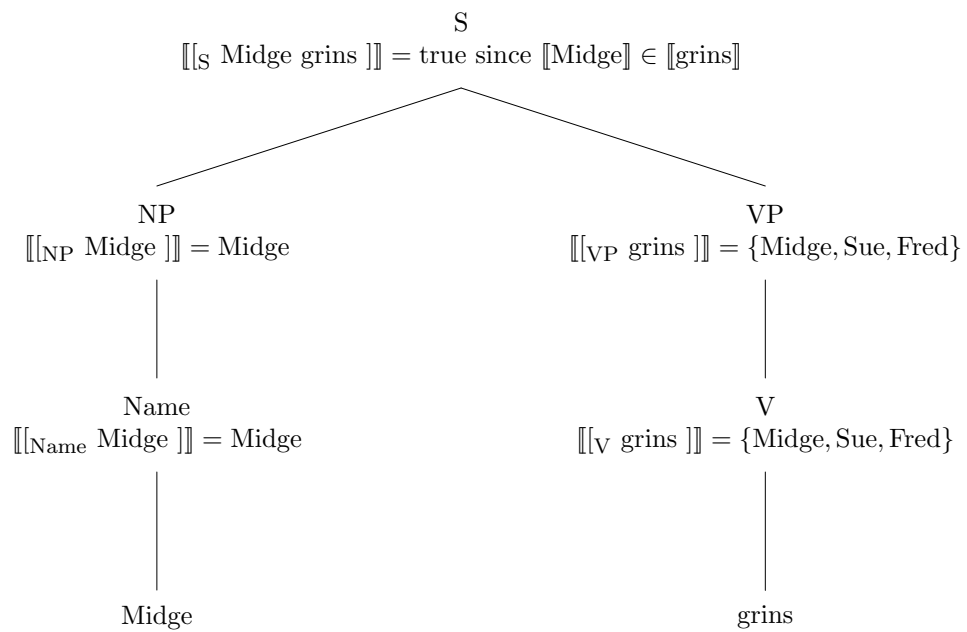 S
⟦[S Midge grins ]⟧ = true since ⟦Midge⟧ ∈ ⟦grins⟧
NP
⟦[NP Midge ]⟧ = Midge
VP
⟦[VP grins ]⟧ = {Midge, Sue, Fred}
Name
⟦[Name Midge ]⟧ = Midge
V
⟦[V grins ]⟧ = {Midge, Sue, Fred}
Midge
grins